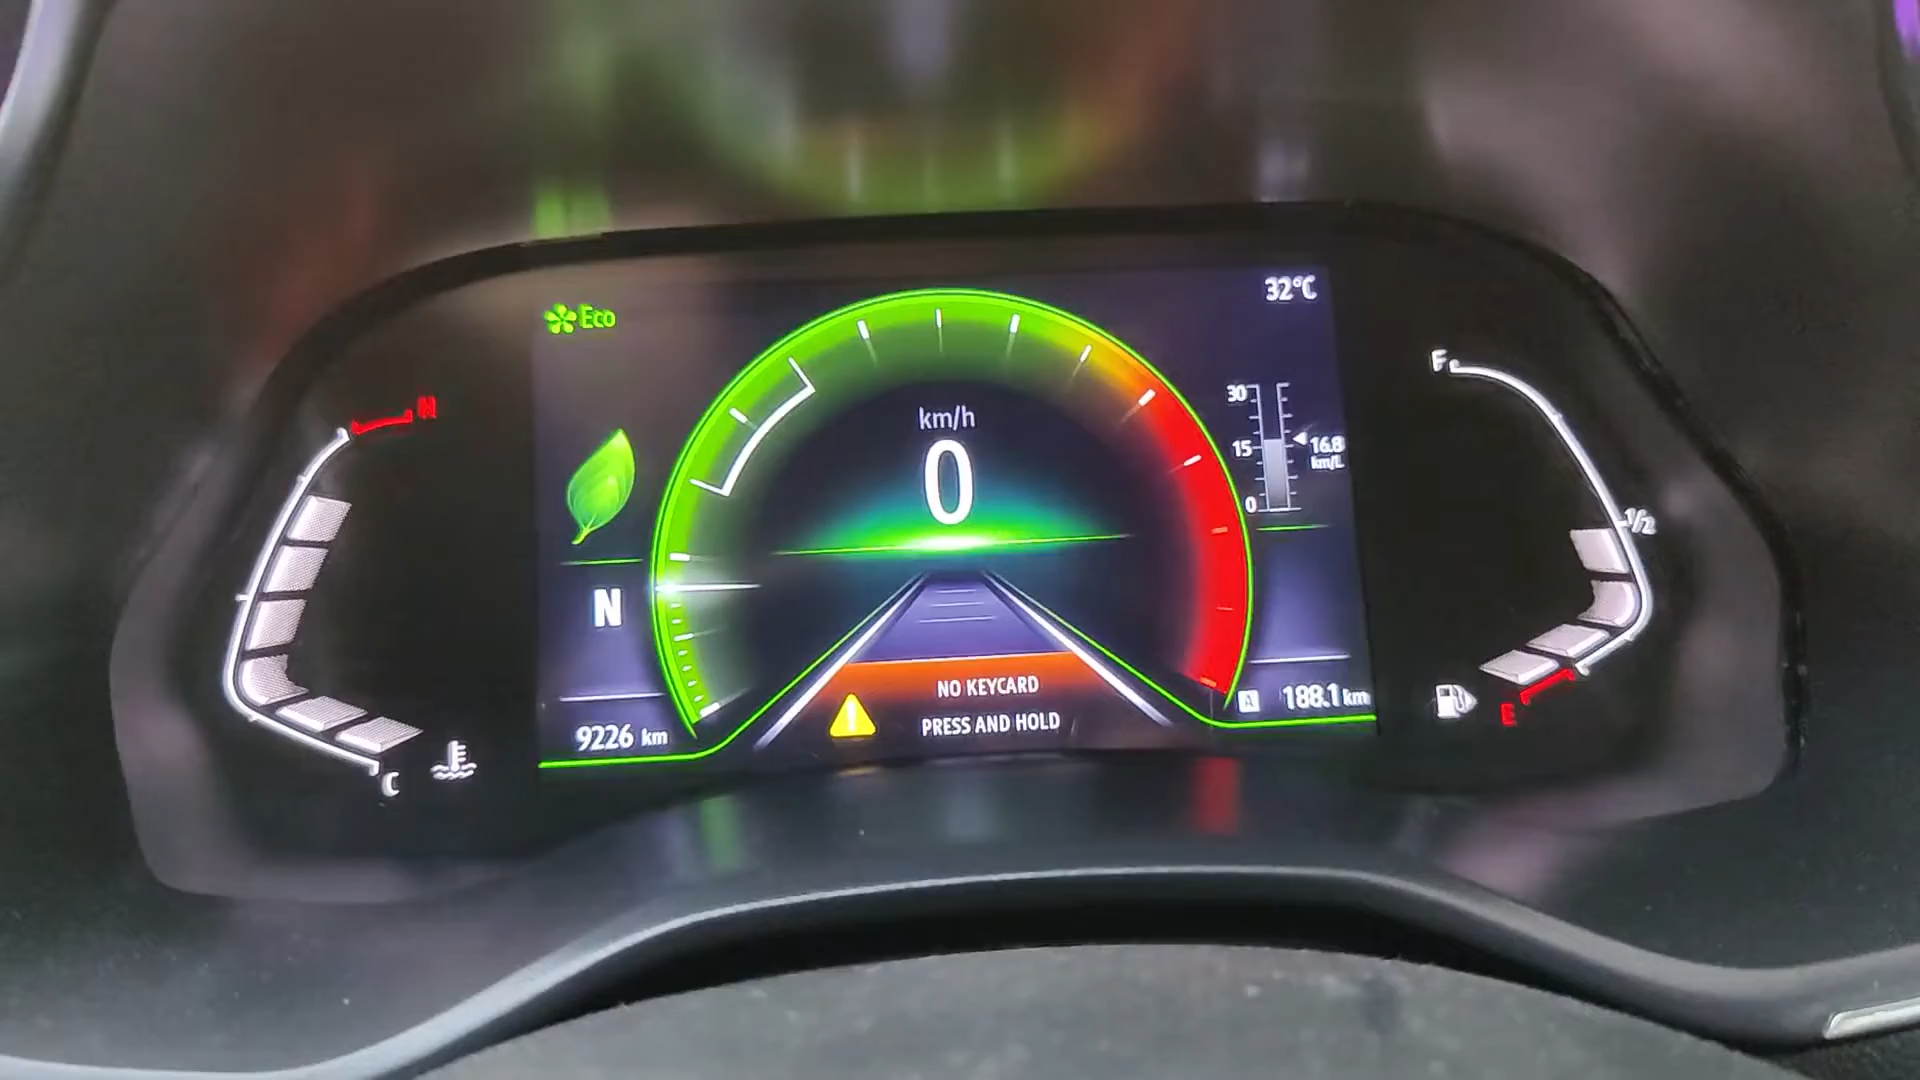 Eco
32°C
H
F
km/h
0
30
15
0
16.8
km/L
1/2
N
NO KEYCARD
PRESS AND HOLD
9226 km
A 188.1 km
E
C